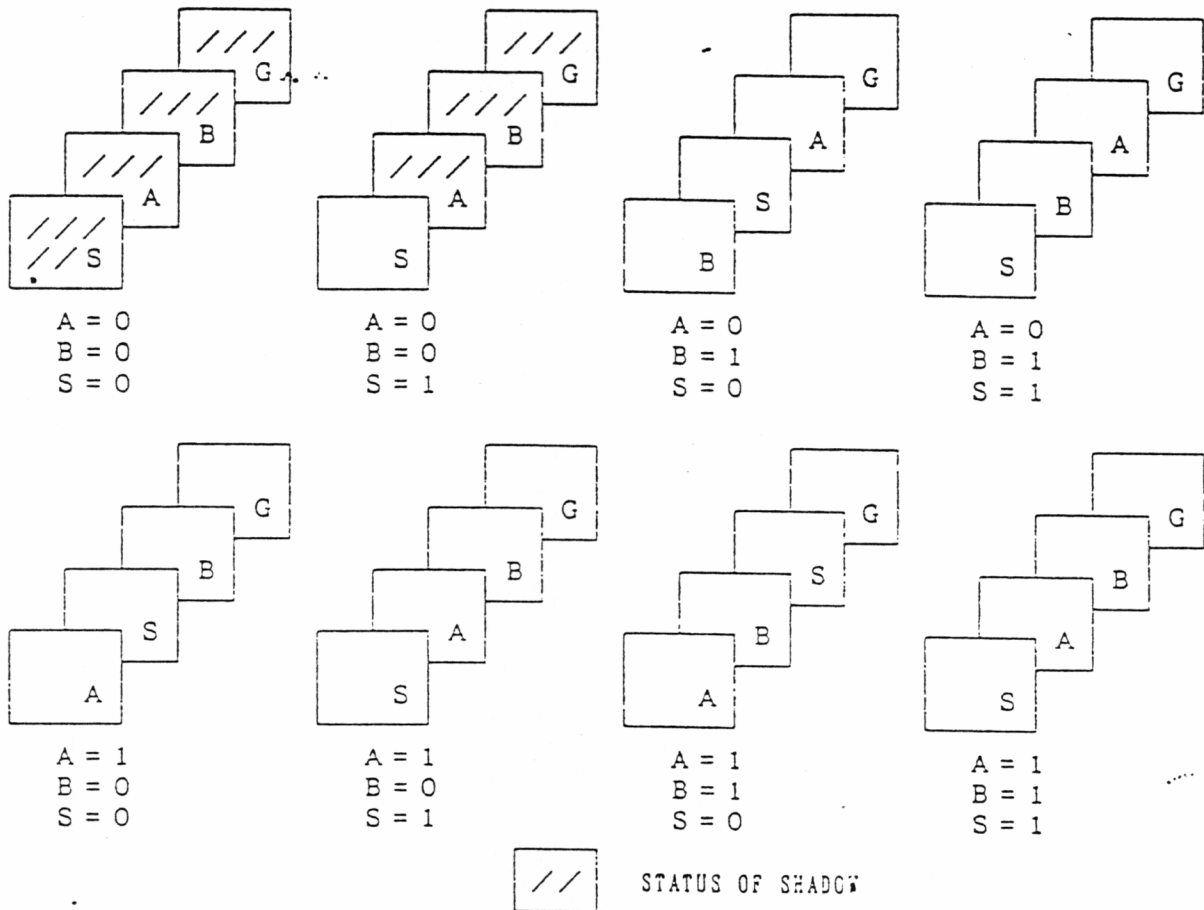 G
G
G
G
B
B
A
A
A
A
S
B
S
S
B
S
A = 0
B = 0
S = 0
A = 0
B = 0
S = 1
A = 0
B = 1
S = 0
A = 0
B = 1
S = 1
G
G
G
G
B
B
S
B
S
A
B
A
A
S
A
S
A = 1
B = 0
S = 0
A = 1
B = 0
S = 1
A = 1
B = 1
S = 0
A = 1
B = 1
S = 1
STATUS OF SHADOW